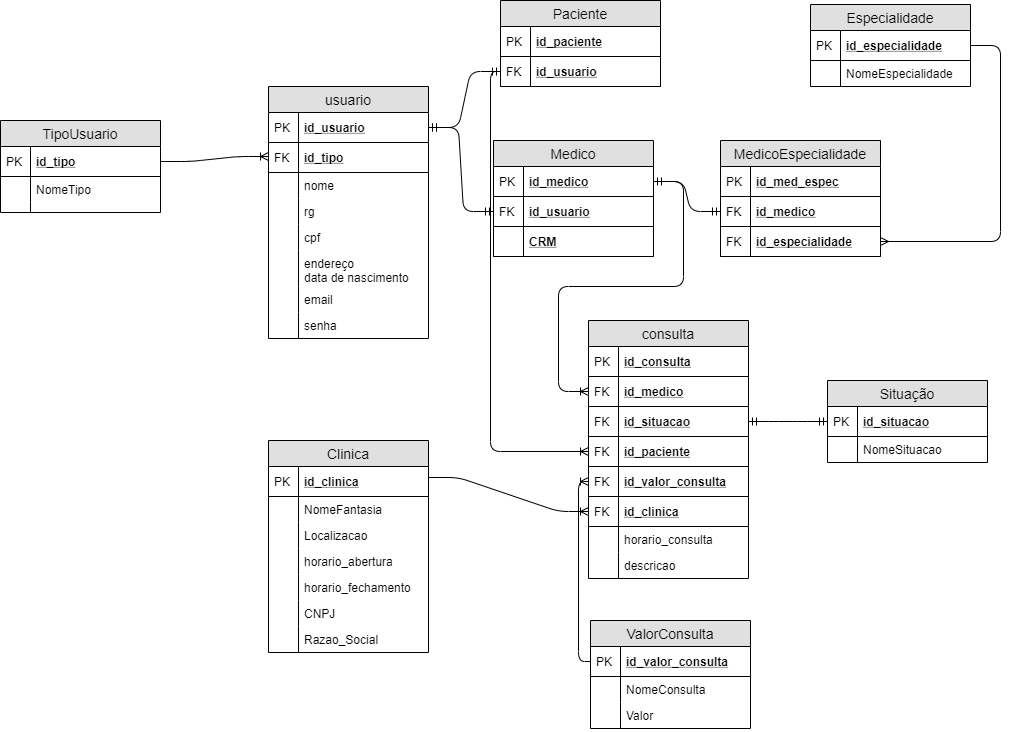 Paciente
PK id_paciente
FK id_usuario
Especialidade
PK id_especialidade
NomeEspecialidade
usuario
PK id_usuario
FK id_tipo
nome
rg
cpf
endereço
data de nascimento
email
senha
TipoUsuario
PK id_tipo
NomeTipo
Medico
PK id_medico
FK id_usuario
CRM
MedicoEspecialidade
PK id_med_espec
FK id_medico
FK id_especialidade
consulta
PK id_consulta
FK id_medico
FK id_situacao
FK id_paciente
FK id_valor_consulta
FK id_clinica
horario_consulta
descricao
Situação
PK id_situacao
NomeSituacao
Clinica
PK id_clinica
NomeFantasia
Localizacao
horario_abertura
horario_fechamento
CNPJ
Razao_Social
ValorConsulta
PK id_valor_consulta
NomeConsulta
Valor